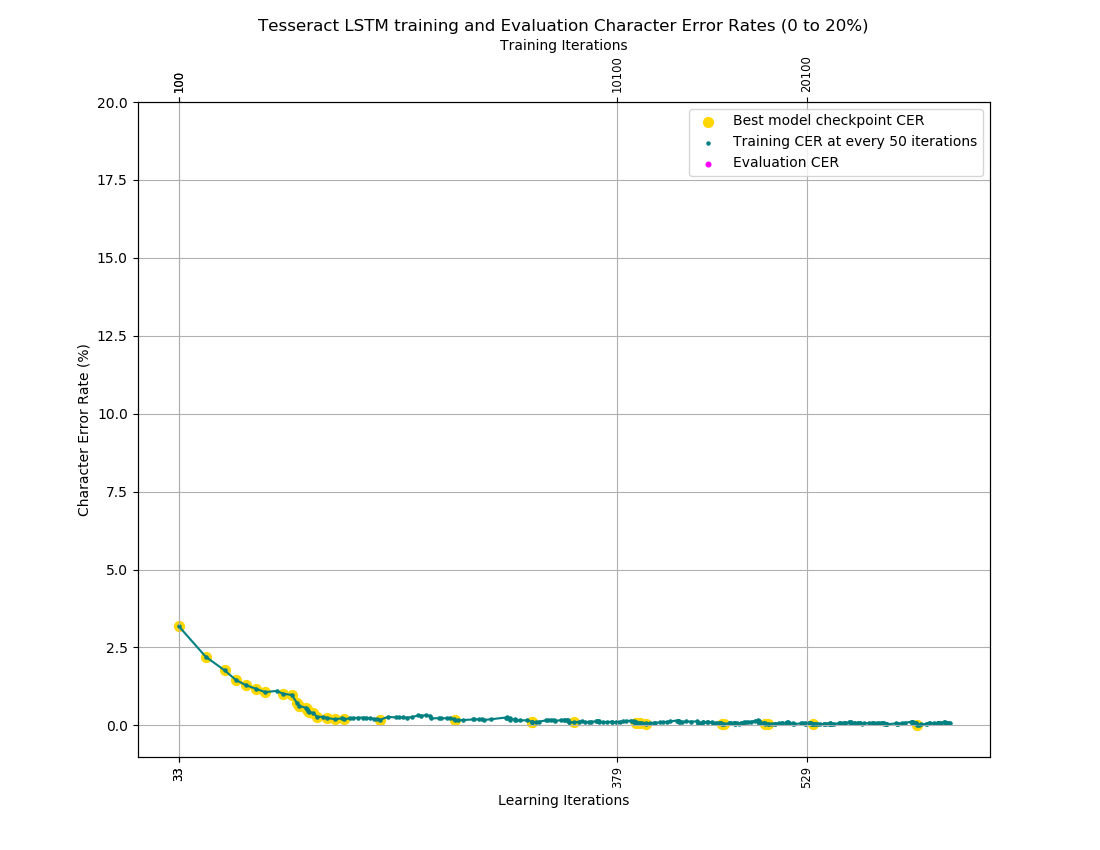 Tesseract LSTM training and Evaluation Character Error Rates (0 to 20%)
Training Iterations
100 10100 20100
Best model checkpoint CER
Training CER at every 50 iterations
Evaluation CER
20.0
17.5
15.0
12.5
10.0
7.5
5.0
2.5
0.0
Character Error Rate (%)
33 379 529
Learning Iterations